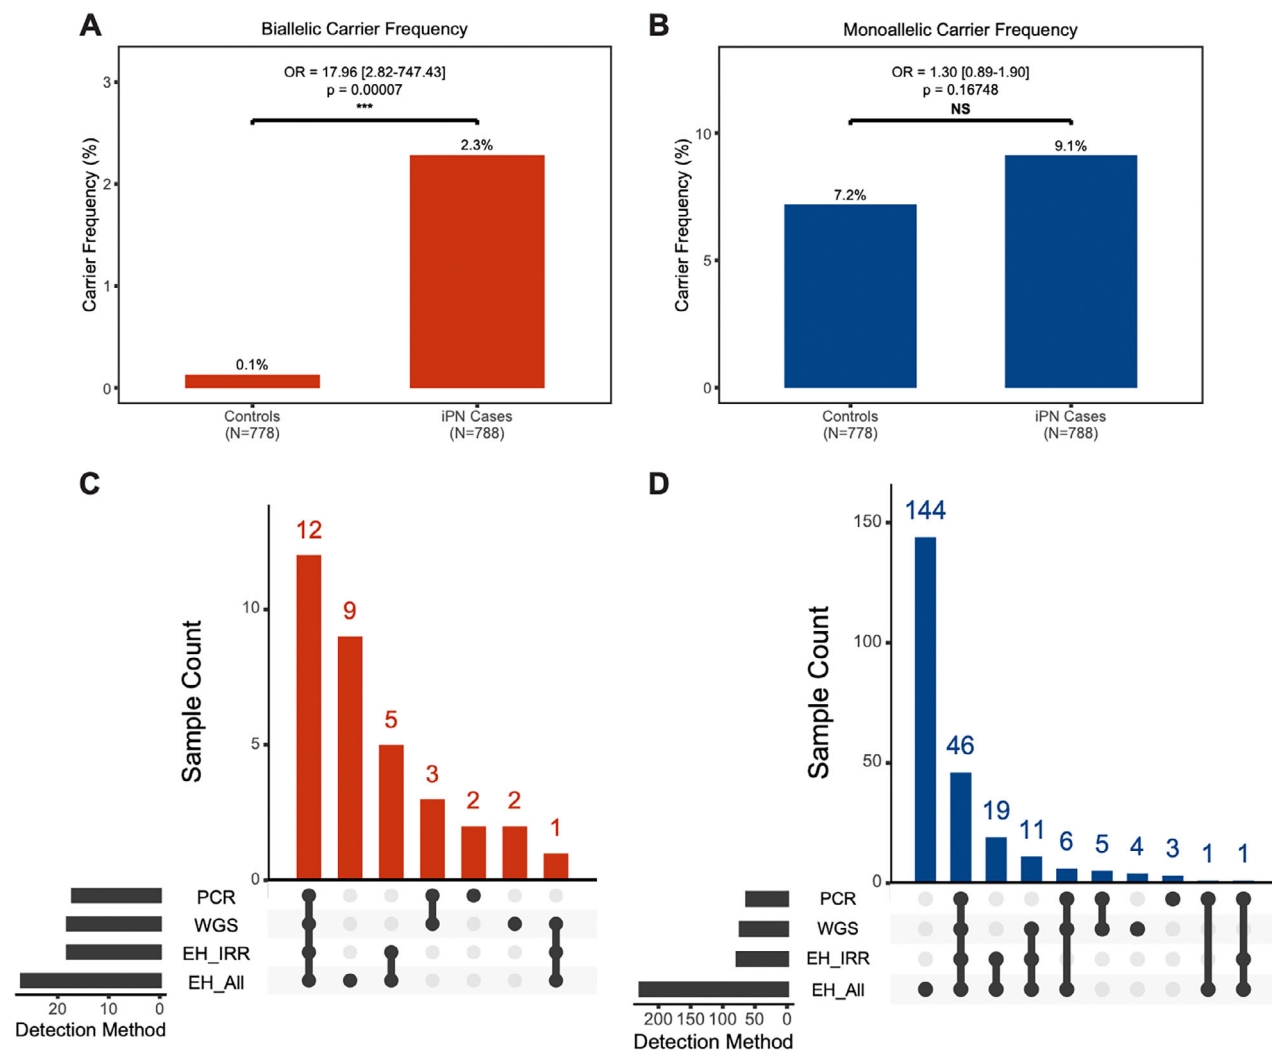 A
Biallelic Carrier Frequency
OR = 17.96 [2.82-747.43]
p = 0.00007
***
2.3%
0.1%
3
2
1
0
Carrier Frequency (%)
Controls
(N=778)
iPN Cases
(N=788)
B
Monoallelic Carrier Frequency
OR = 1.30 [0.89-1.90]
p = 0.16748
NS
9.1%
7.2%
10
5
0
Carrier Frequency (%)
Controls
(N=778)
iPN Cases
(N=788)
C
12
9
5
3
2
2
1
10
5
0
Sample Count
PCR
WGS
EH_IRR
EH_All
20 10 0
Detection Method
D
144
46
19
11
6
5
4
3
1
1
150
100
50
0
Sample Count
PCR
WGS
EH_IRR
EH_All
200 150 100 50 0
Detection Method